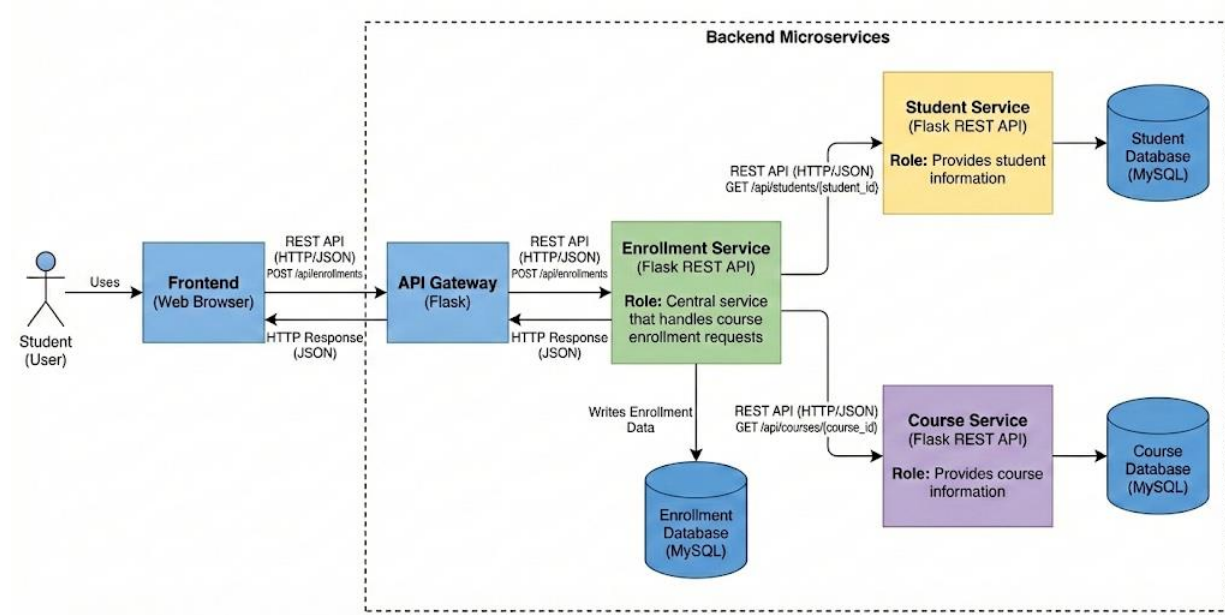 Backend Microservices
Student Service
(Flask REST API)
Role: Provides student
information
Student
Database
(MySQL)
REST API (HTTP/JSON)
GET /api/students/{student_id}
Student
(User)
Uses
Frontend
(Web Browser)
REST API
(HTTP/JSON)
POST /api/enrollments
HTTP Response
(JSON)
API Gateway
(Flask)
REST API
(HTTP/JSON)
POST /api/enrollments
HTTP Response
(JSON)
Enrollment Service
(Flask REST API)
Role: Central service
that handles course
enrollment requests
Writes Enrollment
Data
Enrollment
Database
(MySQL)
REST API (HTTP/JSON)
GET /api/courses/{course_id}
Course Service
(Flask REST API)
Role: Provides course
information
Course
Database
(MySQL)